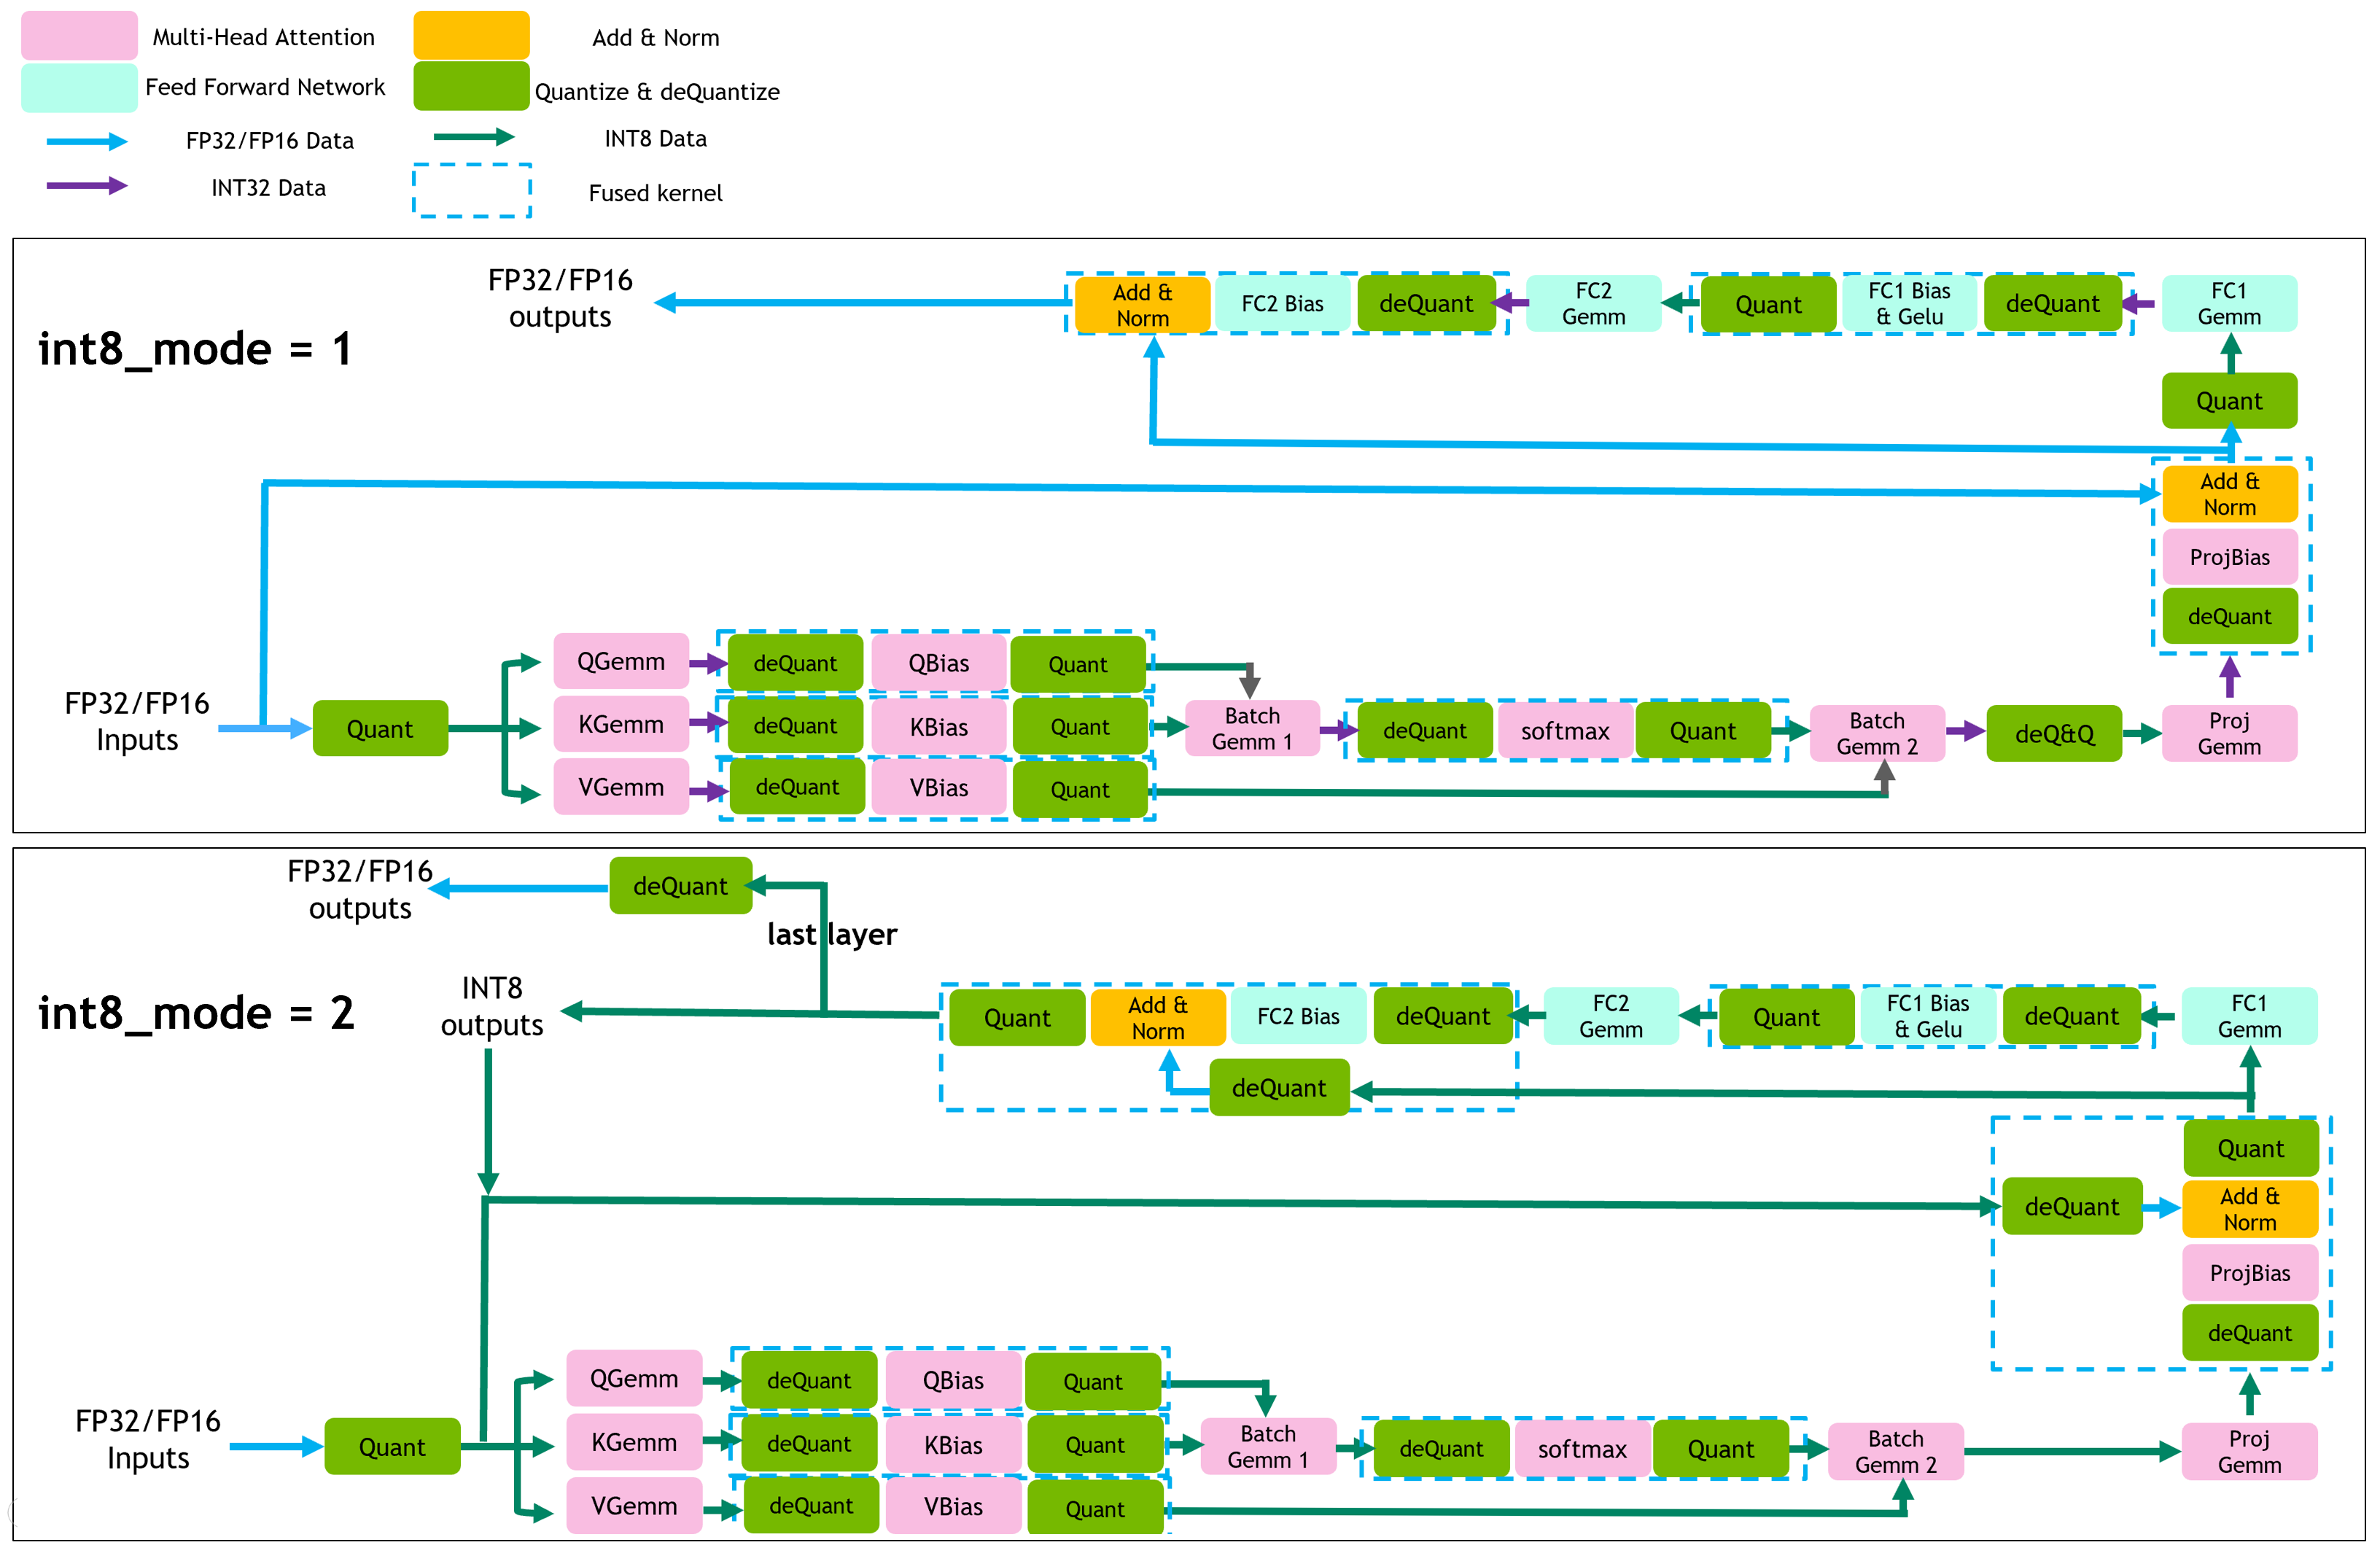 Multi-Head Attention
Add & Norm
Feed Forward Network
Quantize & deQuantize
FP32/FP16 Data
INT8 Data
INT32 Data
Fused kernel
int8_mode = 1
FP32/FP16
outputs
Add &
Norm
FC2 Bias
deQuant
FC2
Gemm
Quant
FC1 Bias
& Gelu
deQuant
FC1
Gemm
Quant
Add &
Norm
ProjBias
deQuant
FP32/FP16
Inputs
Quant
QGemm
deQuant
QBias
Quant
KGemm
deQuant
KBias
Quant
VGemm
deQuant
VBias
Quant
Batch
Gemm 1
deQuant
softmax
Quant
Batch
Gemm 2
deQ&Q
Proj
Gemm
FP32/FP16
outputs
deQuant
last layer
int8_mode = 2
INT8
outputs
Quant
Add &
Norm
FC2 Bias
deQuant
FC2
Gemm
Quant
FC1 Bias
& Gelu
deQuant
FC1
Gemm
deQuant
Quant
deQuant
Add &
Norm
ProjBias
deQuant
FP32/FP16
Inputs
Quant
QGemm
deQuant
QBias
Quant
KGemm
deQuant
KBias
Quant
VGemm
deQuant
VBias
Quant
Batch
Gemm 1
deQuant
softmax
Quant
Batch
Gemm 2
Proj
Gemm